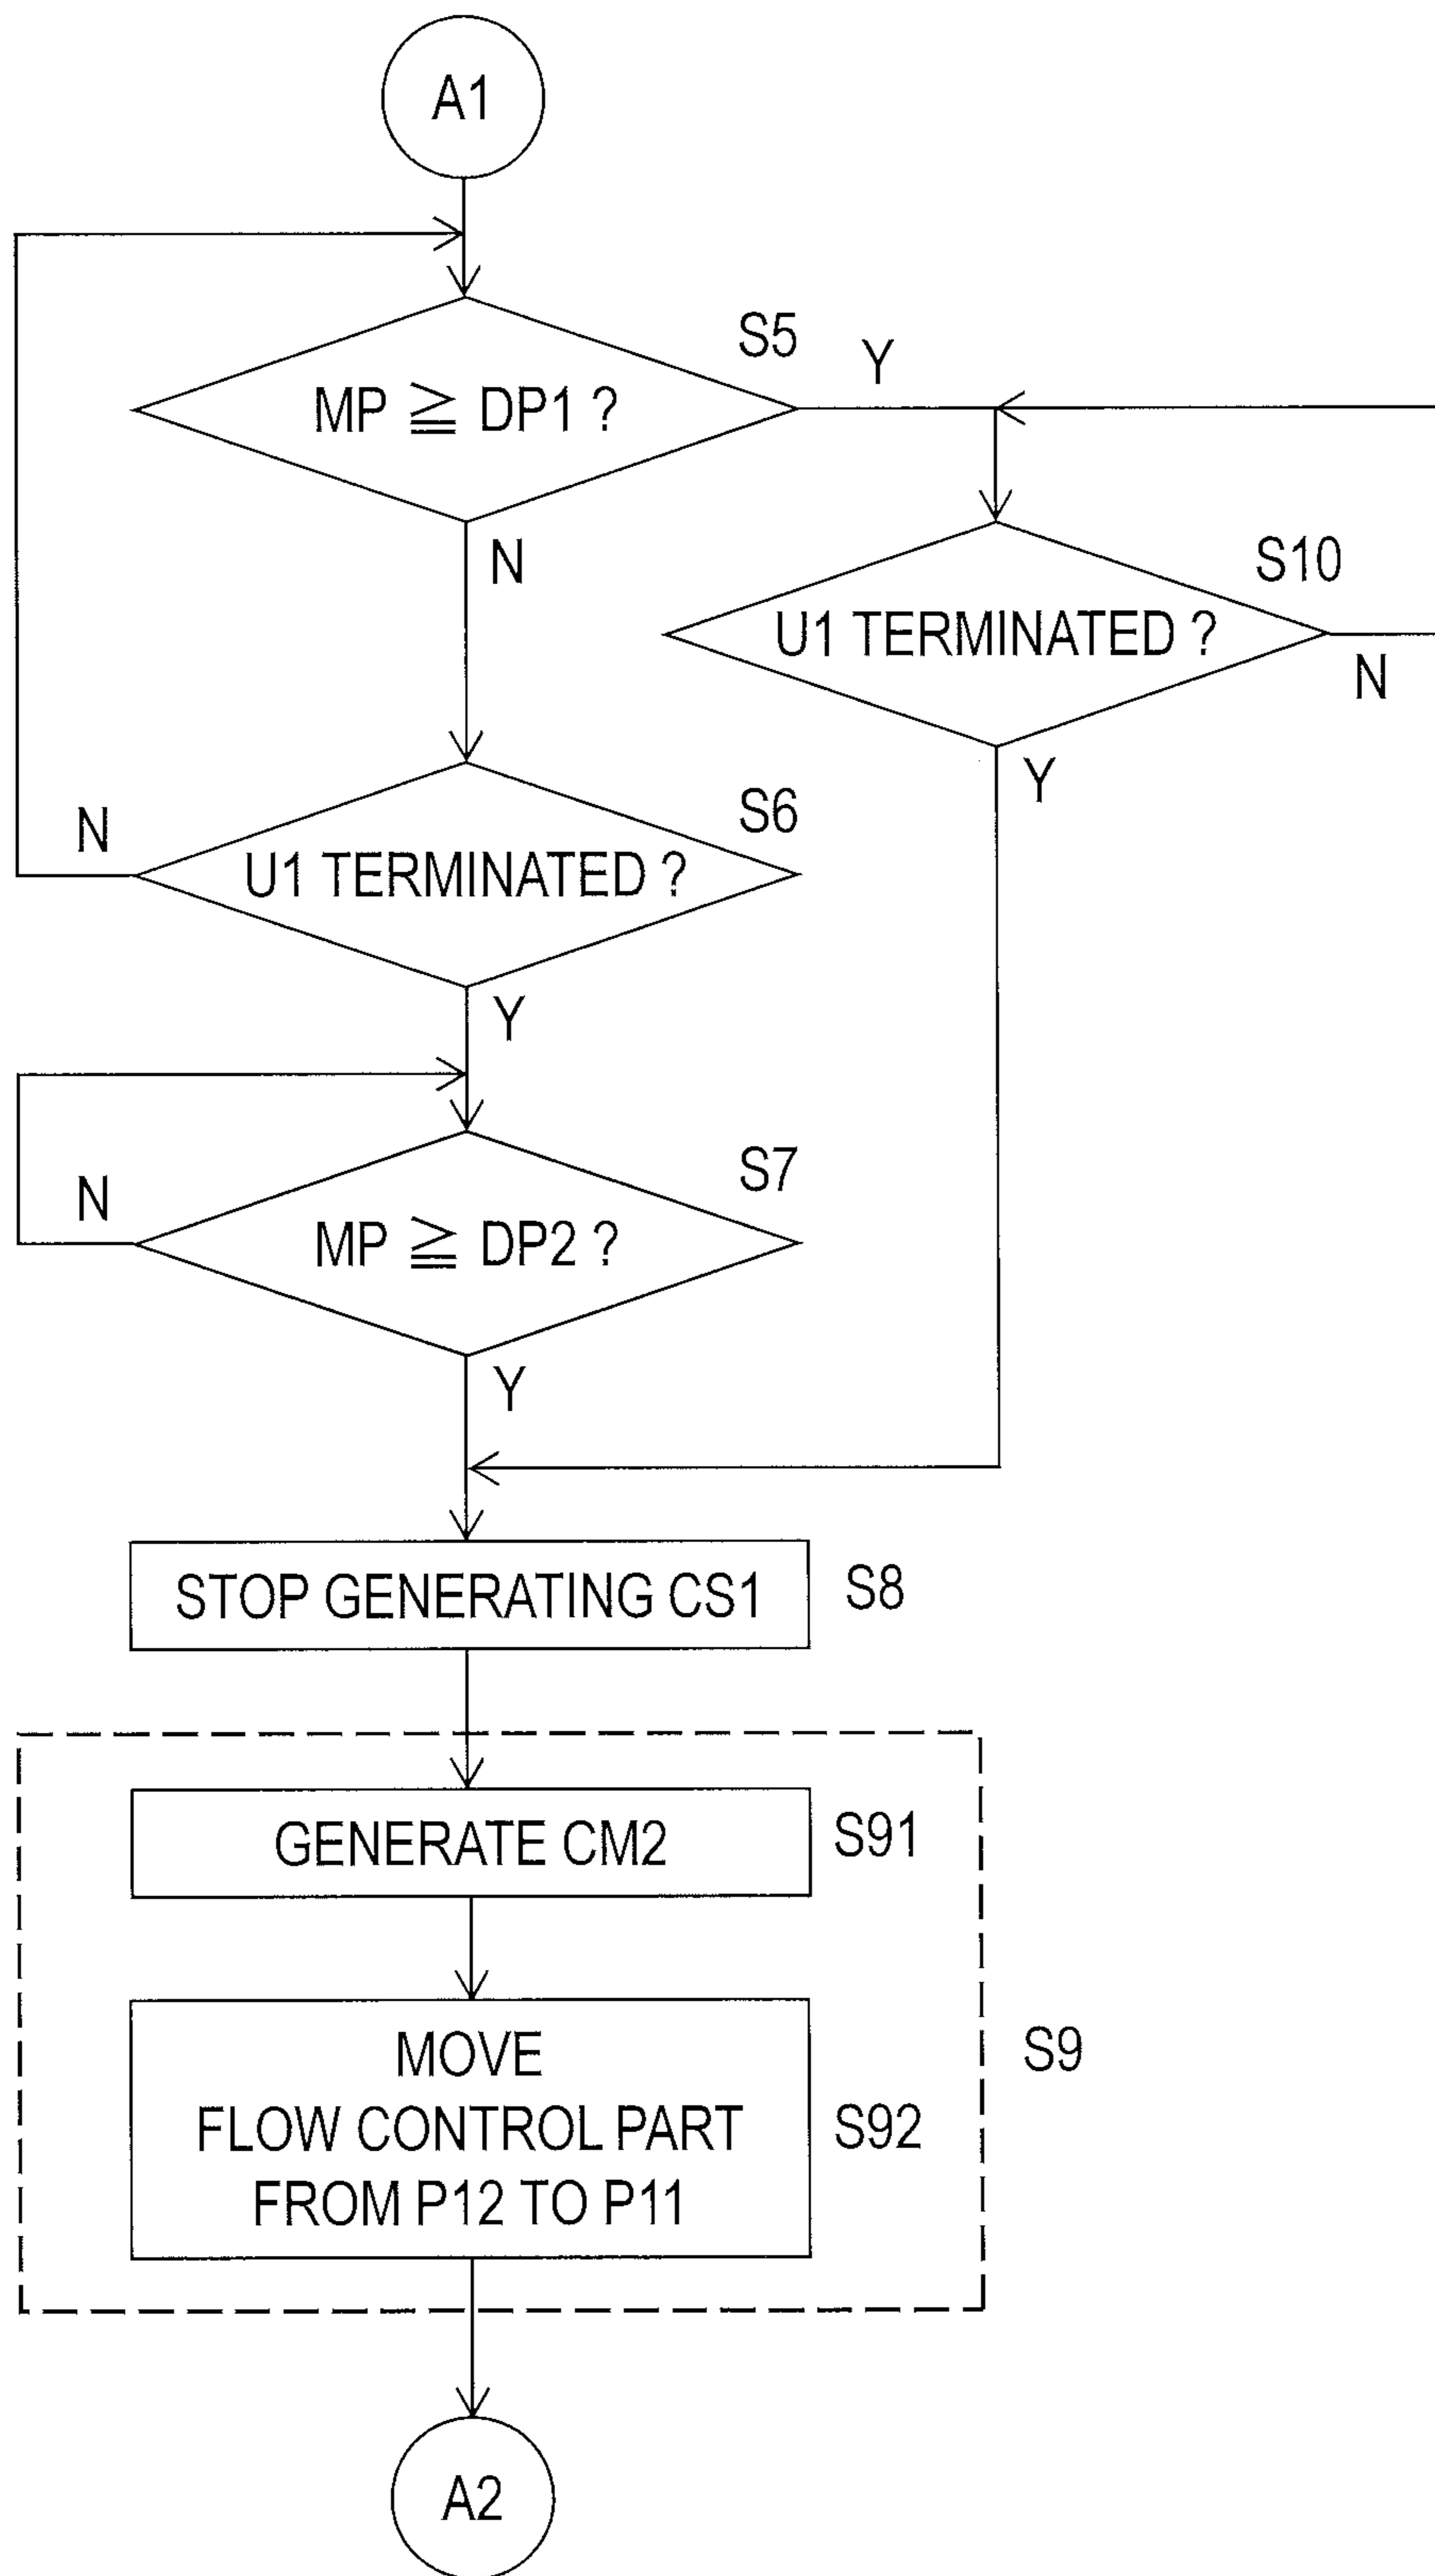 A1
S5
Y
MP ≧ DP1 ?
N
S10
U1 TERMINATED ?
N
Y
S6
N
U1 TERMINATED ?
Y
S7
N
MP ≧ DP2 ?
Y
STOP GENERATING CS1
S8
GENERATE CM2
S91
MOVE
FLOW CONTROL PART
FROM P12 TO P11
S92
S9
A2